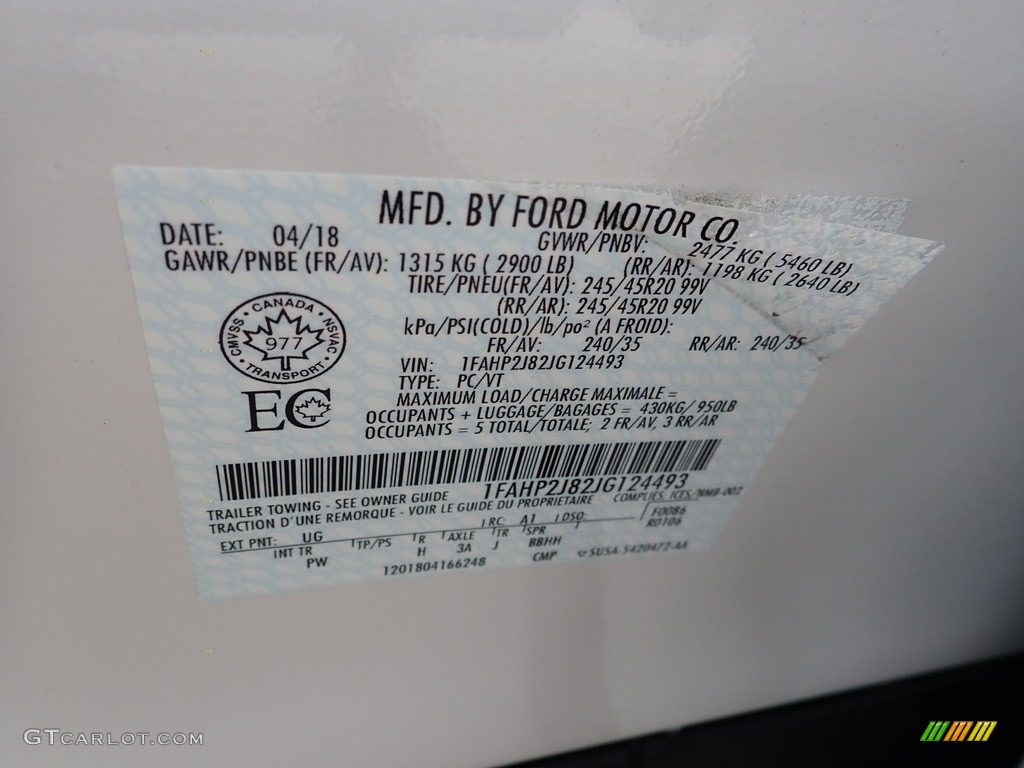 MFD. BY FORD MOTOR CO.
DATE: 04/18 GVWR/PNBV: 2477 KG ( 5460 LB)
GAWR/PNBE (FR/AV): 1315 KG ( 2900 LB) (RR/AR): 1198 KG ( 2640 LB)
TIRE/PNEU(FR/AV): 245/45R20 99V
(RR/AR): 245/45R20 99V
kPa/PSI(COLD)/lb/po² (A FROID):
FR/AV: 240/35 RR/AR: 240/35
CANADA
CMVSS 977 NSVAC
TRANSPORT
VIN: 1FAHP2J82JG124493
TYPE: PC/VT
EC
MAXIMUM LOAD/CHARGE MAXIMALE =
OCCUPANTS + LUGGAGE/BAGAGES = 430KG/ 950LB
OCCUPANTS = 5 TOTAL/TOTALE; 2 FR/AV, 3 RR/AR
1FAHP2J82JG124493
TRAILER TOWING - SEE OWNER GUIDE COMPLIES ICES/NMB-002
TRACTION D'UNE REMORQUE - VOIR LE GUIDE DU PROPRIETAIRE
EXT PNT: UG RC: A1 DSO: F0086
INT TR TP/PS R AXLE TR SPR R0106
PW H 3A J BBHH
1201804166248 CMP 5USA-5420472-AA
GTCARLOT.COM